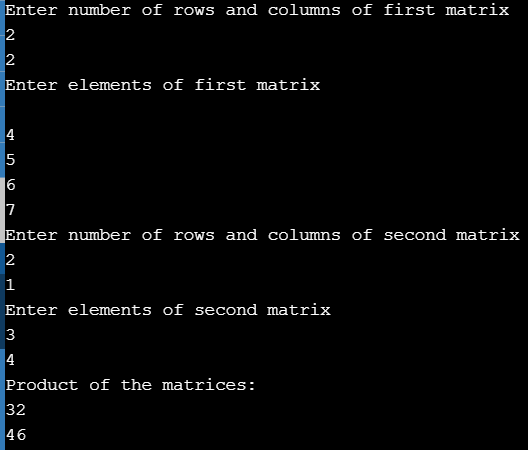 Enter number of rows and columns of first matrix
2
2
Enter elements of first matrix
4
5
6
7
Enter number of rows and columns of second matrix
2
1
Enter elements of second matrix
3
4
Product of the matrices:
32
46